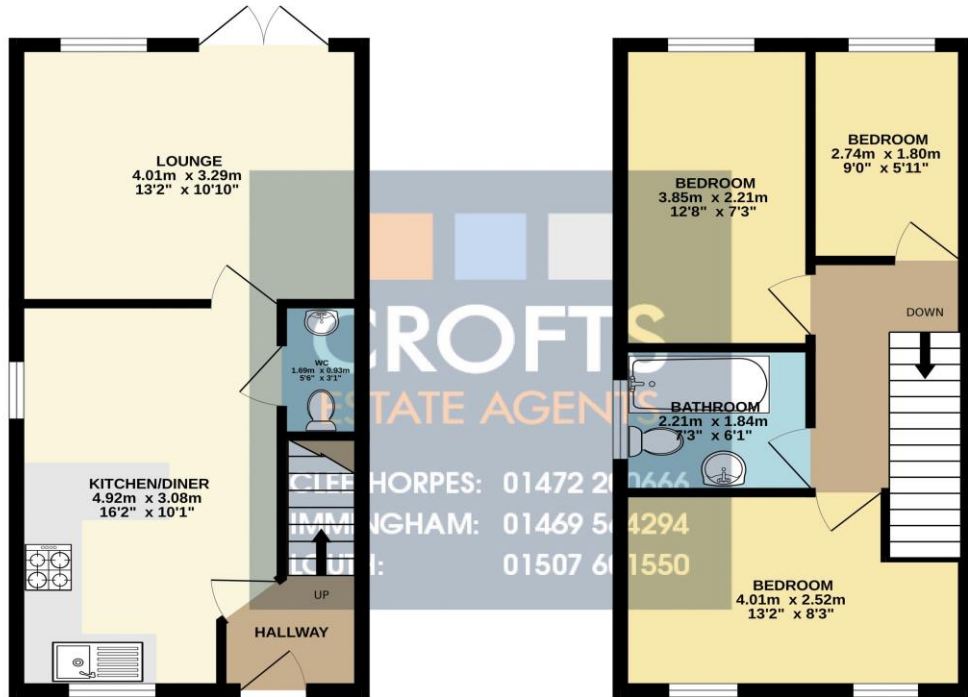 LOUNGE
4.01m x 3.29m
13'2" x 10'10"
KITCHEN/DINER
4.92m x 3.08m
16'2" x 10'1"
WC
1.69m x 0.93m
5'6" x 3'1"
UP
HALLWAY
BEDROOM
3.85m x 2.21m
12'8" x 7'3"
BEDROOM
2.74m x 1.80m
9'0" x 5'11"
DOWN
BATHROOM
2.21m x 1.84m
7'3" x 6'1"
BEDROOM
4.01m x 2.52m
13'2" x 8'3"
CROFTS
ESTATE AGENTS
CLEETHORPES: 01472 200666
IMMINGHAM: 01469 564294
LOUTH: 01507 601550